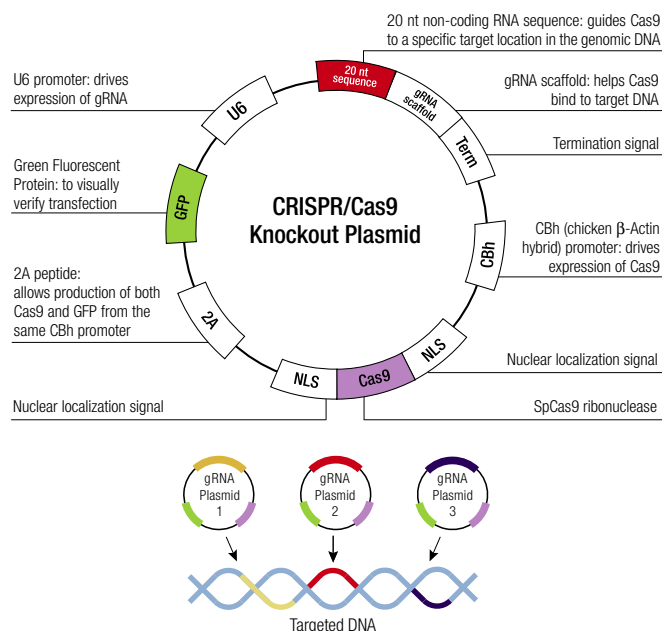 20 nt non-coding RNA sequence: guides Cas9
to a specific target location in the genomic DNA
U6 promoter: drives
expression of gRNA
20 nt
sequence
gRNA
scaffold
gRNA scaffold: helps Cas9
bind to target DNA
U6
Term
Termination signal
Green Fluorescent
Protein: to visually
verify transfection
GFP
CRISPR/Cas9
Knockout Plasmid
CBh
CBh (chicken β-Actin
hybrid) promoter: drives
expression of Cas9
2A peptide:
allows production of both
Cas9 and GFP from the
same CBh promoter
2A
NLS
Cas9
NLS
Nuclear localization signal
Nuclear localization signal
SpCas9 ribonuclease
gRNA
Plasmid
1
gRNA
Plasmid
2
gRNA
Plasmid
3
Targeted DNA